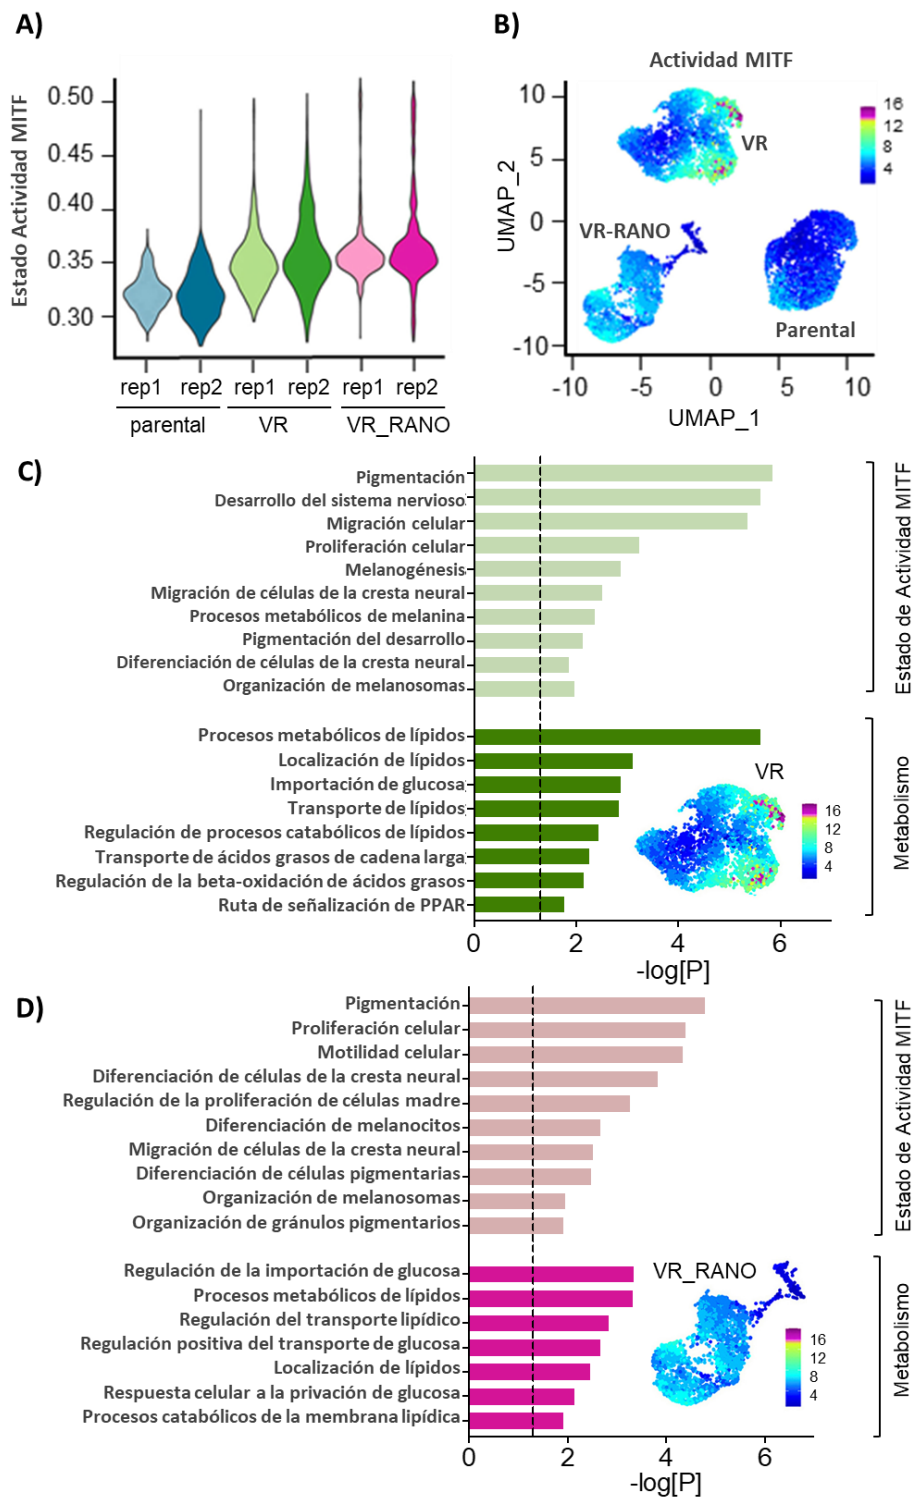 A)
Estado Actividad MITF
0.50
0.45
0.40
0.35
0.30
rep1 rep2 rep1 rep2 rep1 rep2
parental VR VR_RANO
B)
Actividad MITF
UMAP_2
10
5
0
-5
-10
16
12
8
4
VR
VR-RANO
Parental
-10 -5 0 5 10
UMAP_1
C)
Pigmentación
Desarrollo del sistema nervioso
Migración celular
Proliferación celular
Melanogénesis
Migración de células de la cresta neural
Procesos metabólicos de melanina
Pigmentación del desarrollo
Diferenciación de células de la cresta neural
Organización de melanosomas
Estado de Actividad MITF
Procesos metabólicos de lípidos
Localización de lípidos
Importación de glucosa
Transporte de lípidos
Regulación de procesos catabólicos de lípidos
Transporte de ácidos grasos de cadena larga
Regulación de la beta-oxidación de ácidos grasos
Ruta de señalización de PPAR
Metabolismo
VR
16
12
8
4
0 2 4 6
-log[P]
D)
Pigmentación
Proliferación celular
Motilidad celular
Diferenciación de células de la cresta neural
Regulación de la proliferación de células madre
Diferenciación de melanocitos
Migración de células de la cresta neural
Diferenciación de células pigmentarias
Organización de melanosomas
Organización de gránulos pigmentarios
Estado de Actividad MITF
Regulación de la importación de glucosa
Procesos metabólicos de lípidos
Regulación del transporte lipídico
Regulación positiva del transporte de glucosa
Localización de lípidos
Respuesta celular a la privación de glucosa
Procesos catabólicos de la membrana lipídica
Metabolismo
VR_RANO
16
12
8
4
0 2 4 6
-log[P]